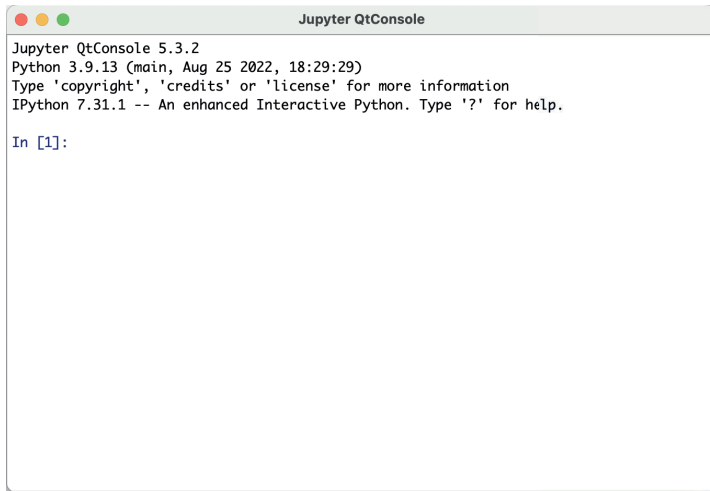 Jupyter QtConsole
Jupyter QtConsole 5.3.2
Python 3.9.13 (main, Aug 25 2022, 18:29:29)
Type 'copyright', 'credits' or 'license' for more information
IPython 7.31.1 -- An enhanced Interactive Python. Type '?' for help.
In [1]: